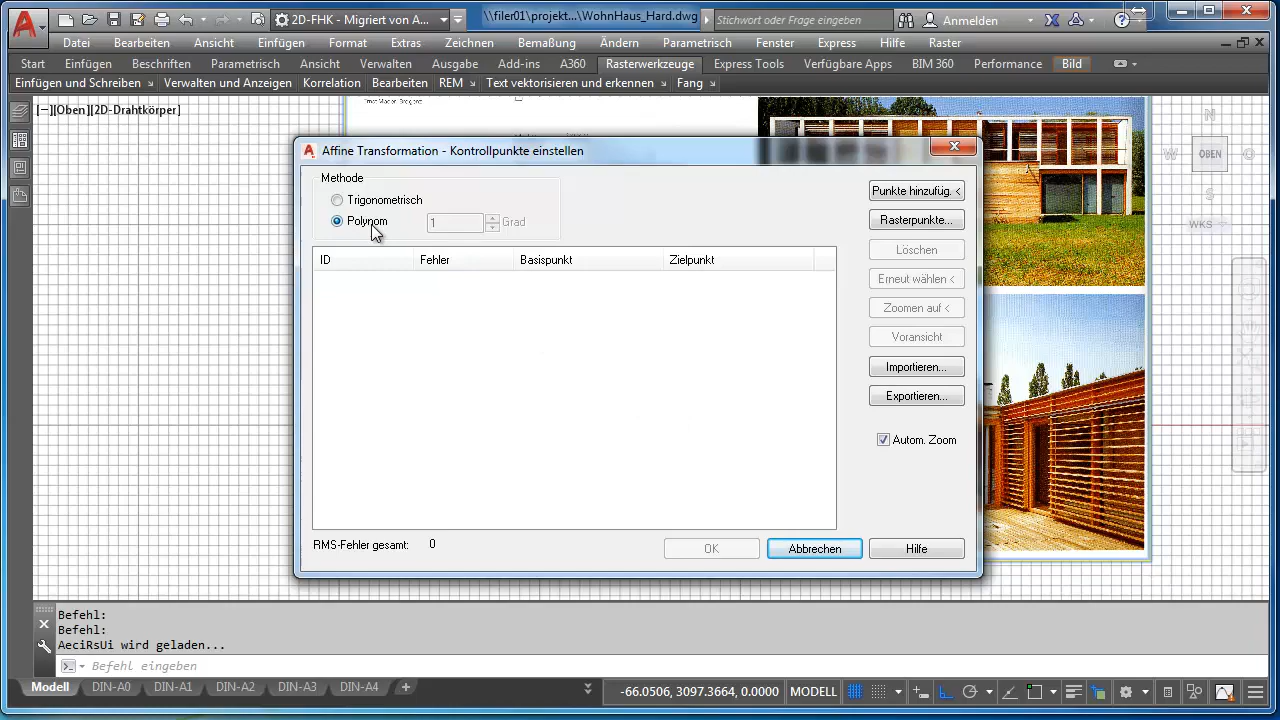 2D-FHK - Migriert von A...
\\filer01\projekt...\WohnHaus_Hard.dwg
Stichwort oder Frage eingeben
Anmelden
Datei Bearbeiten Ansicht Einfügen Format Extras Zeichnen Bemaßung Ändern Parametrisch Fenster Express Hilfe Raster
Start Einfügen Beschriften Parametrisch Ansicht Verwalten Ausgabe Add-ins A360 Rasterwerkzeuge Express Tools Verfügbare Apps BIM 360 Performance Bild
Einfügen und Schreiben Verwalten und Anzeigen Korrelation Bearbeiten REM Text vektorisieren und erkennen Fang
[−][Oben][2D-Drahtkörper]
N
W OBEN O
S
WKS
Affine Transformation - Kontrollpunkte einstellen
Methode
Trigonometrisch
Polynom 1 Grad
Punkte hinzufüg. <
Rasterpunkte...
ID Fehler Basispunkt Zielpunkt
Löschen
Erneut wählen <
Zoomen auf <
Voransicht
Importieren...
Exportieren...
Autom. Zoom
RMS-Fehler gesamt: 0
OK Abbrechen Hilfe
Befehl:
Befehl:
AeciRsUi wird geladen...
Befehl eingeben
Modell DIN-A0 DIN-A1 DIN-A2 DIN-A3 DIN-A4 +
-66.0506, 3097.3664, 0.0000 MODELL